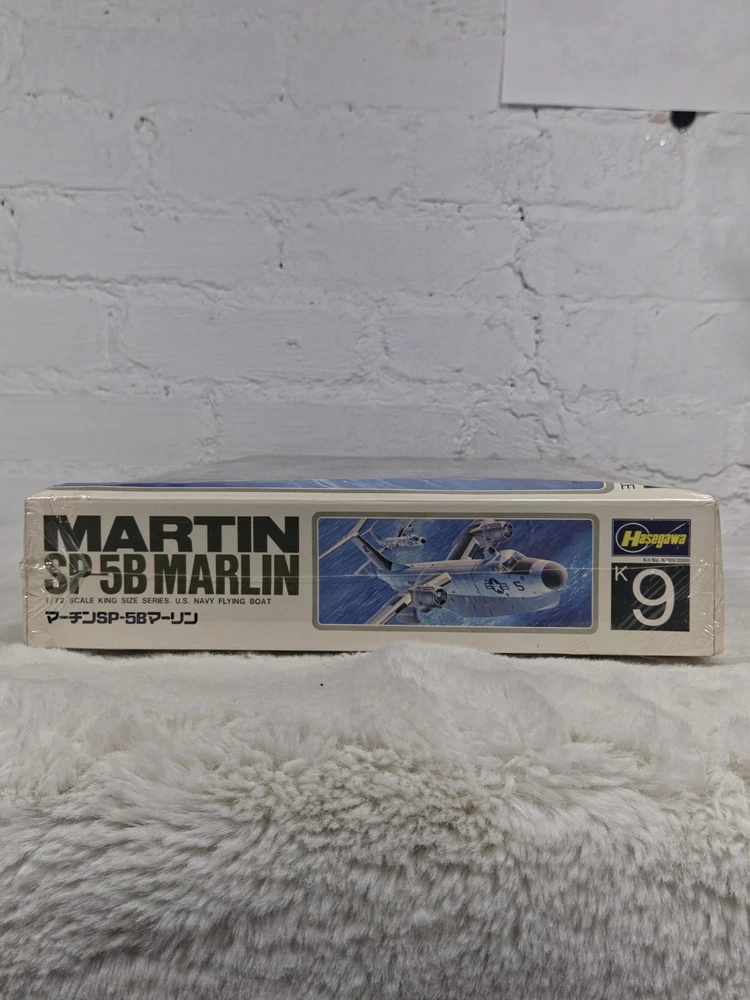 MARTIN
SP-5B MARLIN
1/72 SCALE KING SIZE SERIES. U.S. NAVY FLYING BOAT
マーチンSP-5Bマーリン
5
Hasegawa
K
9